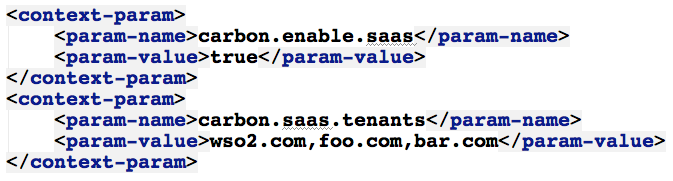 <context-param>
    <param-name>carbon.enable.saas</param-name>
    <param-value>true</param-value>
</context-param>
<context-param>
    <param-name>carbon.saas.tenants</param-name>
    <param-value>wso2.com,foo.com,bar.com</param-value>
</context-param>